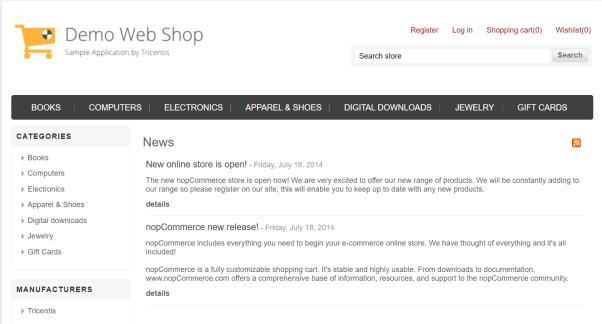 Demo Web Shop
Sample Application by Tricentis
Register Log in Shopping cart(0) Wishlist(0)
Search store Search
BOOKS COMPUTERS ELECTRONICS APPAREL & SHOES DIGITAL DOWNLOADS JEWELRY GIFT CARDS
CATEGORIES
Books
Computers
Electronics
Apparel & Shoes
Digital downloads
Jewelry
Gift Cards
MANUFACTURERS
Tricentis
News
New online store is open! - Friday, July 18, 2014
The new nopCommerce store is open now! We are very excited to offer our new range of products. We will be constantly adding to
our range so please register on our site, this will enable you to keep up to date with any new products.
details
nopCommerce new release! - Friday, July 18, 2014
nopCommerce includes everything you need to begin your e-commerce online store. We have thought of everything and it's all
included!
nopCommerce is a fully customizable shopping cart. It's stable and highly usable. From downloads to documentation,
www.nopCommerce.com offers a comprehensive base of information, resources, and support to the nopCommerce community.
details